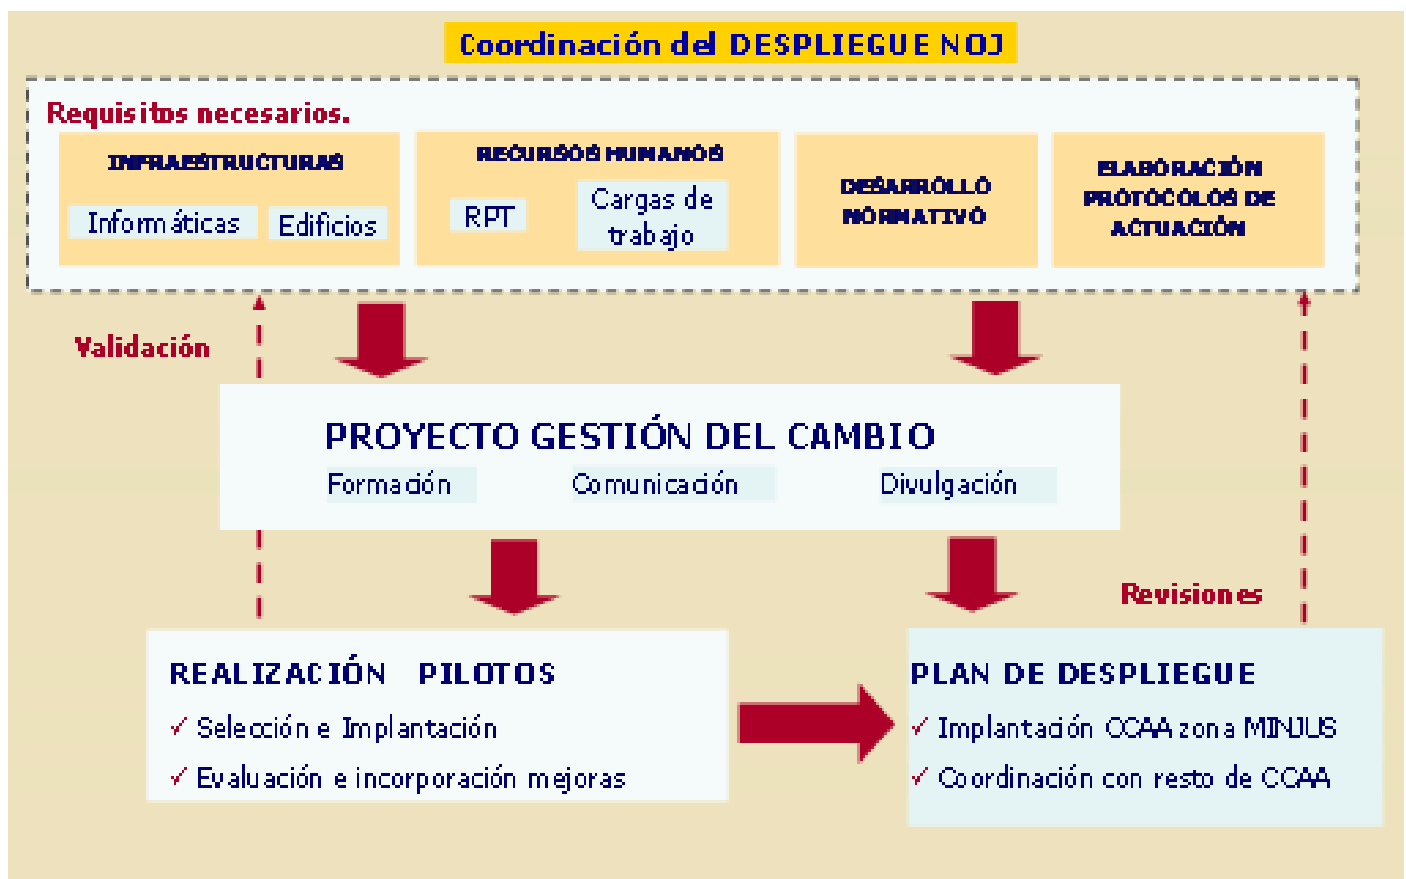 Coordinación del DESPLIEGUE NOJ
Requisitos necesarios.
INFRAESTRUCTURAS
Informáticas
Edificios
RECURSOS HUMANOS
RPT
Cargas de
trabajo
DESARROLLO
NORMATIVO
ELABORACIÓN
PROTOCOLOS DE
ACTUACIÓN
Validación
PROYECTO GESTIÓN DEL CAMBIO
Formación
Comunicación
Divulgación
Revisiones
REALIZACIÓN PILOTOS
✓ Selección e Implantación
✓ Evaluación e incorporación mejoras
PLAN DE DESPLIEGUE
✓ Implantación CCAA zona MINJUS
✓ Coordinación con resto de CCAA